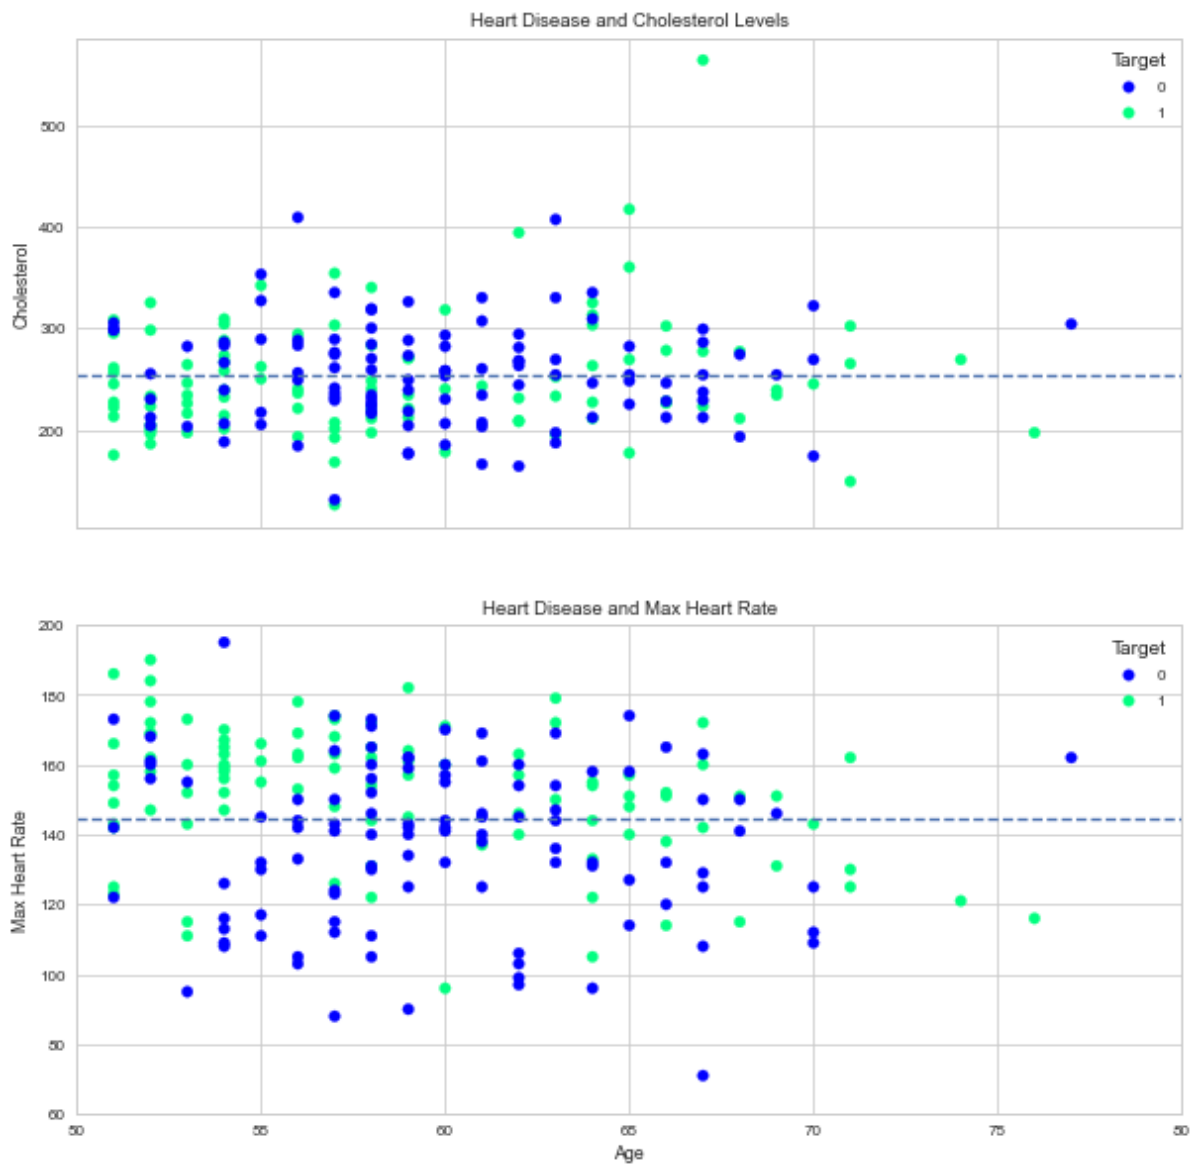 Heart Disease and Cholesterol Levels
Target
0
1
500
400
300
200
Cholesterol
Heart Disease and Max Heart Rate
Target
0
1
200
180
160
140
120
100
80
60
Max Heart Rate
50 55 60 65 70 75 80
Age